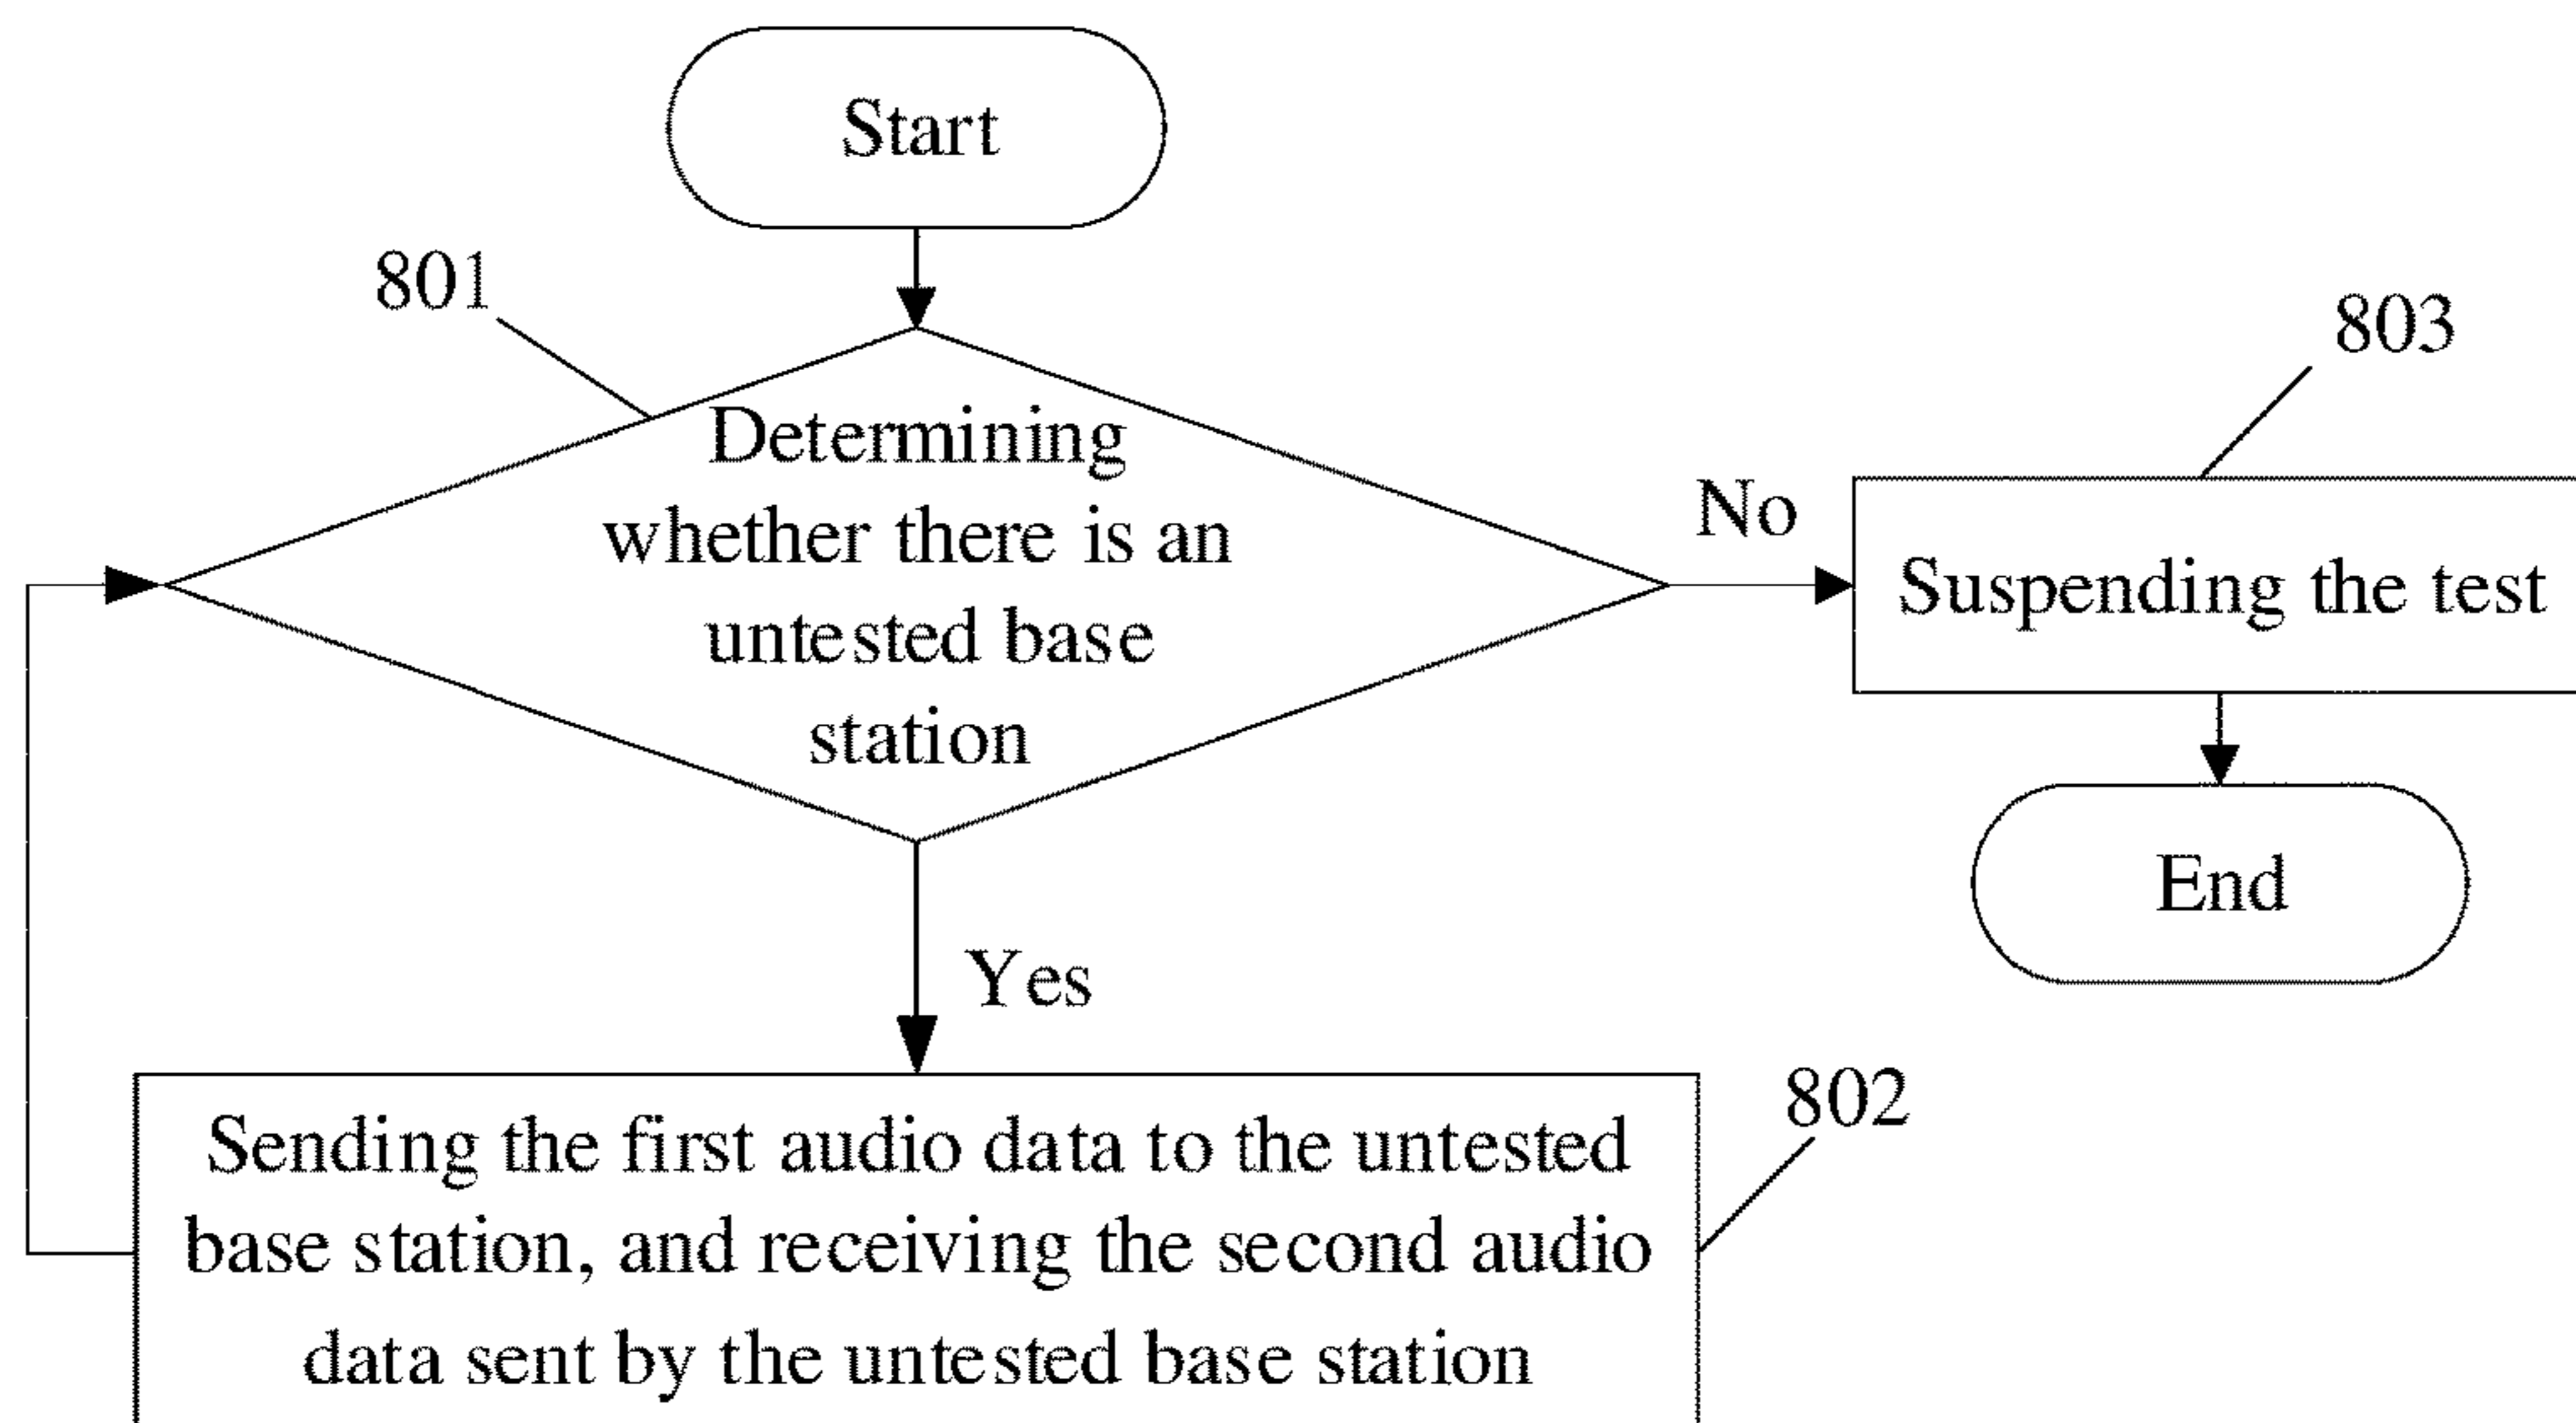 Start
801
Determining
whether there is an
untested base
station
No
803
Suspending the test
End
Yes
802
Sending the first audio data to the untested
base station, and receiving the second audio
data sent by the untested base station